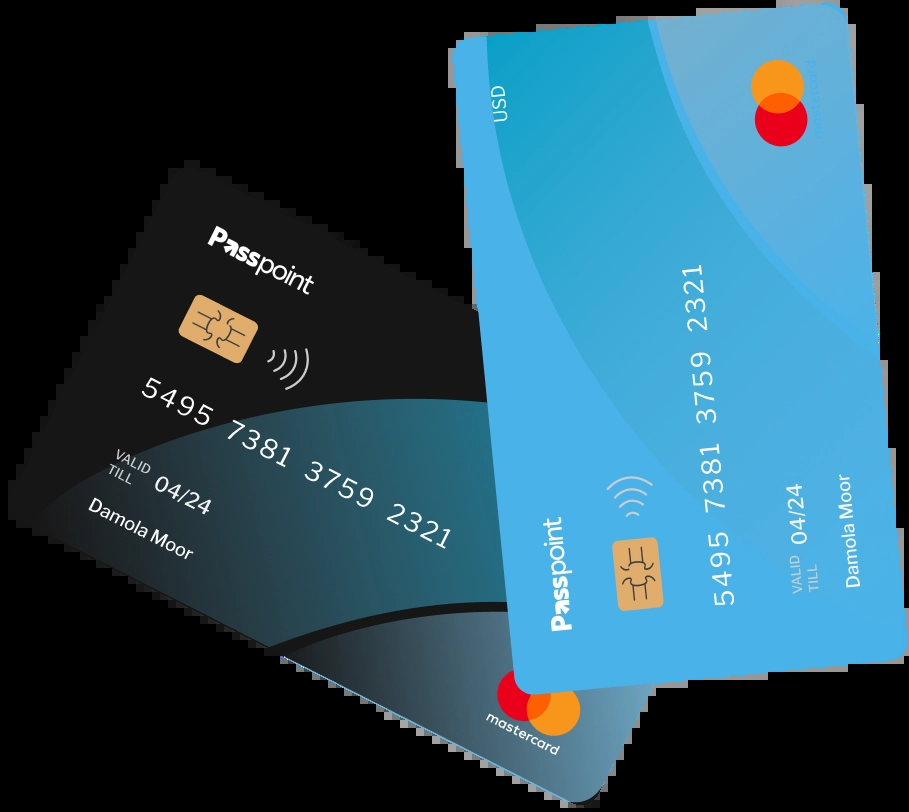 Passpoint
5495 7381 3759 2321
VALID
TILL
04/24
Damola Moor
mastercard
USD
mastercard
5495 7381 3759 2321
Passpoint
VALID
TILL
04/24
Damola Moor